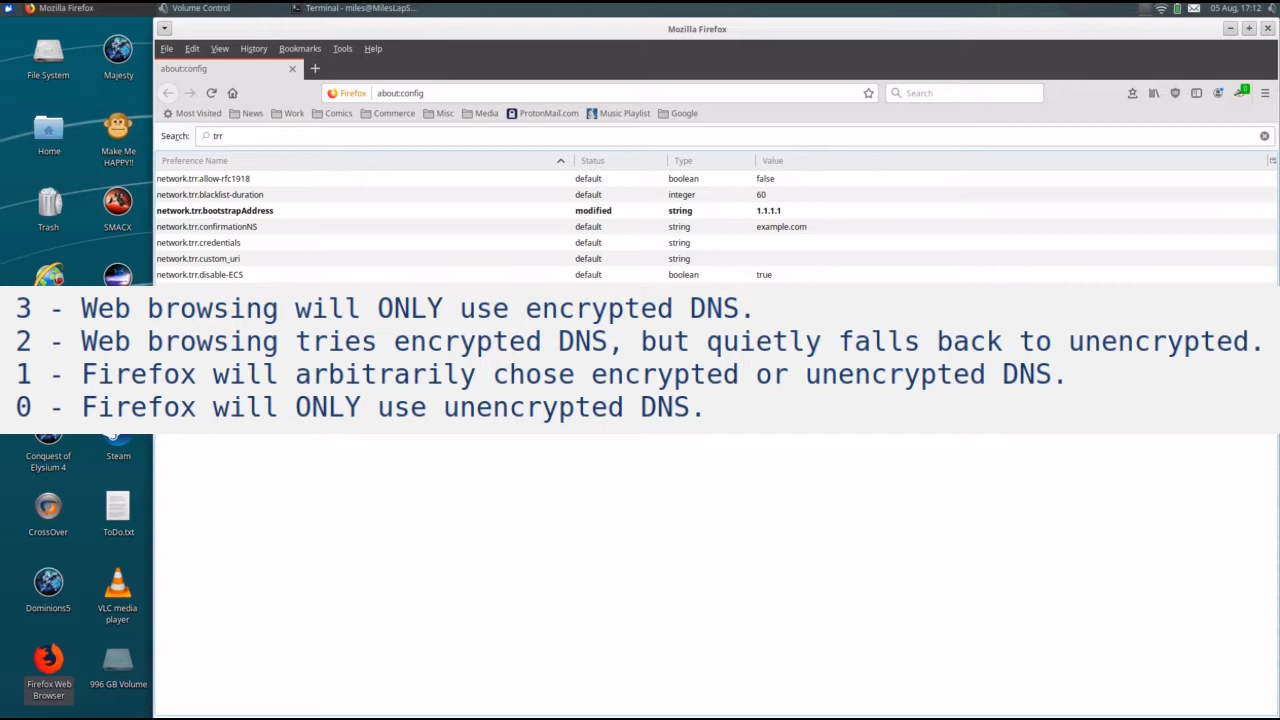 Mozilla Firefox
Volume Control
Terminal - miles@MilesLapS...
05 Aug, 17:12
File System
Majesty
Home
Make Me
HAPPY!!
Trash
SMACX
Conquest of
Elysium 4
Steam
CrossOver
ToDo.txt
Dominions5
VLC media
player
Firefox Web
Browser
996 GB Volume
Mozilla Firefox
File Edit View History Bookmarks Tools Help
about:config
Firefox about:config
Search
0
Most Visited News Work Comics Commerce Misc Media ProtonMail.com Music Playlist Google
Search: trr
Preference Name Status Type Value
network.trr.allow-rfc1918 default boolean false
network.trr.blacklist-duration default integer 60
network.trr.bootstrapAddress modified string 1.1.1.1
network.trr.confirmationNS default string example.com
network.trr.credentials default string
network.trr.custom_uri default string
network.trr.disable-ECS default boolean true
3 - Web browsing will ONLY use encrypted DNS.
2 - Web browsing tries encrypted DNS, but quietly falls back to unencrypted.
1 - Firefox will arbitrarily chose encrypted or unencrypted DNS.
0 - Firefox will ONLY use unencrypted DNS.